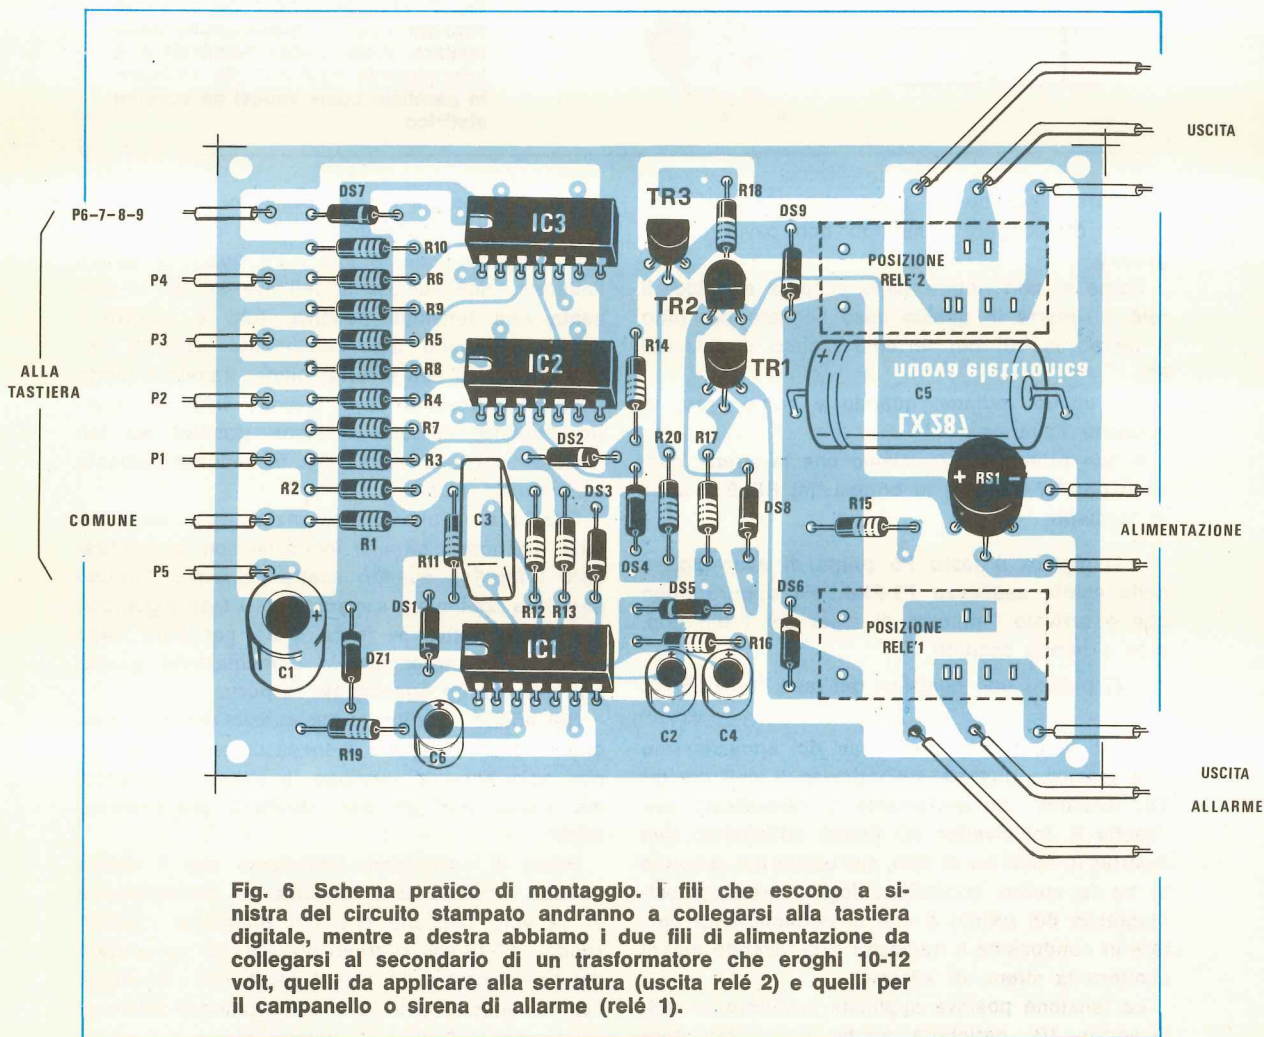 USCITA
TR3
R18
DS9
DS7
P6-7-8-9
IC3
R10
P4
R6
POSIZIONE
RELE'2
R9
TR2
P3
R5
R14
ALLA
TASTIERA
IC2
TR1
R8
nuova elettronica
C5
LX 287
P2
R4
R7
DS2
R20
R17
P1
R3
RS1
+
-
R2
C3
DS3
DS8
R15
COMUNE
ALIMENTAZIONE
R1
R11
DS4
P5
DS1
R12
R13
DS5
DS6
C1
DZ1
IC1
R16
POSIZIONE
RELE'1
R19
C6
C2
C4
USCITA
ALLARME
Fig. 6 Schema pratico di montaggio. I fili che escono a si-
nistra del circuito stampato andranno a collegarsi alla tastiera
digitale, mentre a destra abbiamo i due fili di alimentazione da
collegarsi al secondario di un trasformatore che eroghi 10-12
volt, quelli da applicare alla serratura (uscita relé 2) e quelli per
il campanello o sirena di allarme (relé 1).